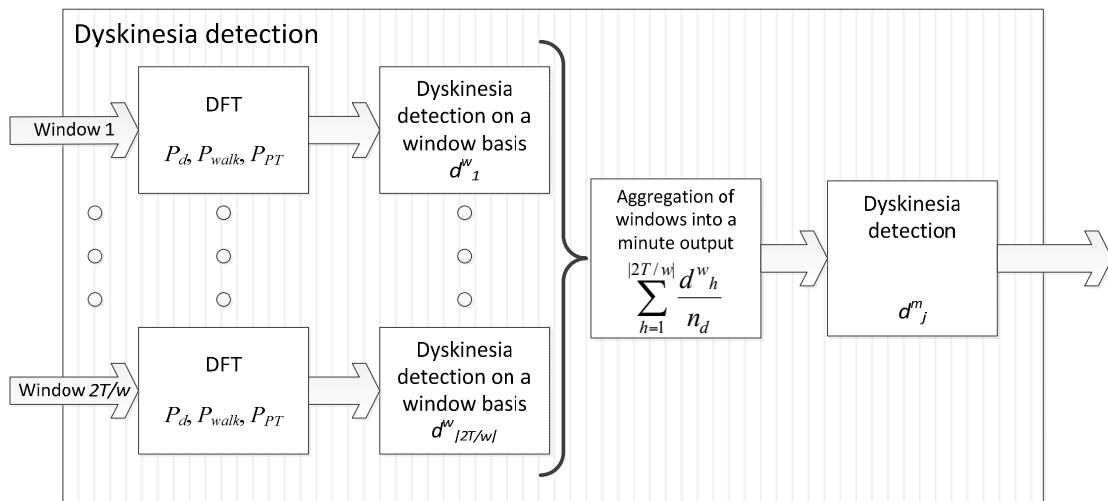 Dyskinesia detection
Window 1
DFT
P_d, P_walk, P_PT
Dyskinesia
detection on a
window basis
d^w_1
Aggregation of
windows into a
minute output
\sum_{h=1}^{|2T/w|} \frac{d^w_h}{n_d}
Dyskinesia
detection
d^m_j
Window 2T/w
DFT
P_d, P_walk, P_PT
Dyskinesia
detection on a
window basis
d^w_|2T/w|